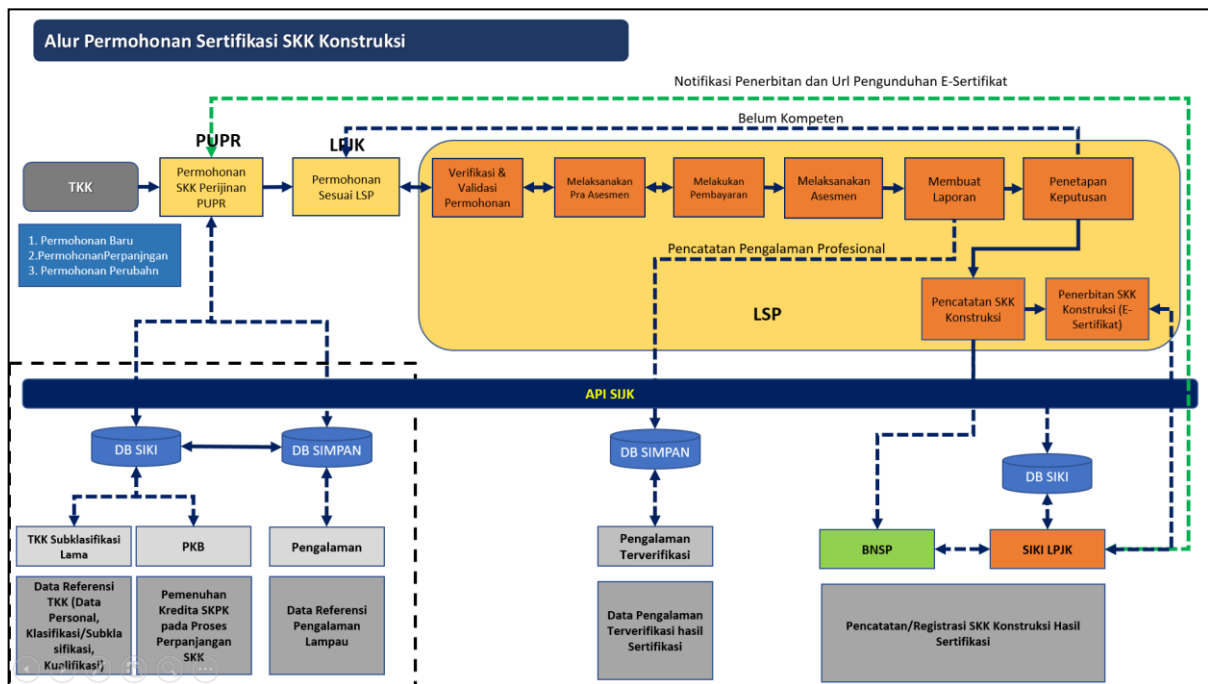 Alur Permohonan Sertifikasi SKK Konstruksi
Notifikasi Penerbitan dan Url Pengunduhan E-Sertifikat
Belum Kompeten
PUPR
LPJK
TKK
Permohonan
SKK Perijinan
PUPR
Permohonan
Sesuai LSP
Verifikasi &
Validasi
Permohonan
Melaksanakan
Pra Asesmen
Melakukan
Pembayaran
Melaksanakan
Asesmen
Membuat
Laporan
Penetapan
Keputusan
1. Permohonan Baru
2.PermohonanPerpanjngan
3. Permohonan Perubahn
Pencatatan Pengalaman Profesional
LSP
Pencatatan SKK
Konstruksi
Penerbitan SKK
Konstruksi (E-
Sertifikat)
API SIJK
DB SIKI
DB SIMPAN
DB SIMPAN
DB SIKI
TKK Subklasifikasi
Lama
PKB
Pengalaman
Pengalaman
Terverifikasi
BNSP
SIKI LPJK
Data Referensi
TKK (Data
Personal,
Klasifikasi/Subkla
sifikasi,
Kualifikasi)
Pemenuhan
Kredita SKPK
pada Proses
Perpanjangan
SKK
Data Referensi
Pengalaman
Lampau
Data Pengalaman
Terverifikasi hasil
Sertifikasi
Pencatatan/Registrasi SKK Konstruksi Hasil
Sertifikasi